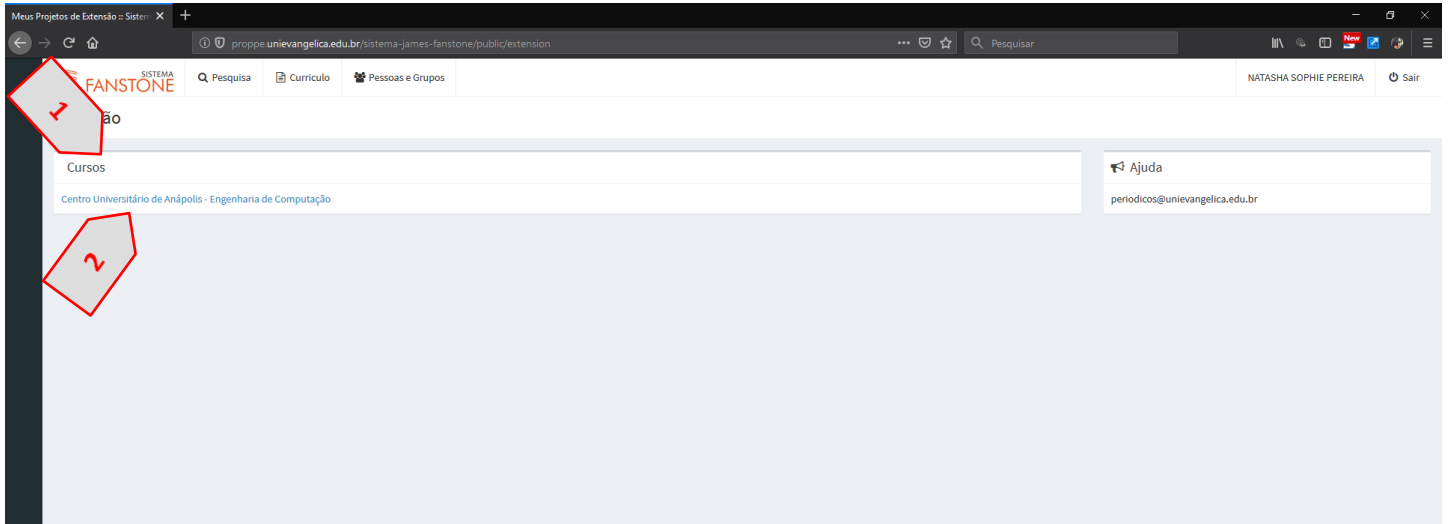 Meus Projetos de Extensão :: Sistem
proppe.unievangelica.edu.br/sistema-james-fanstone/public/extension
Pesquisar
New
SISTEMA
FANSTONE
Pesquisa
Curriculo
Pessoas e Grupos
NATASHA SOPHIE PEREIRA
Sair
1
ão
Cursos
Ajuda
Centro Universitário de Anápolis - Engenharia de Computação
periodicos@unievangelica.edu.br
2